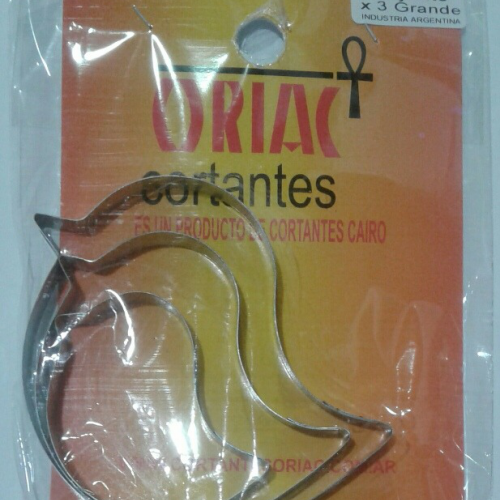 x 3 Grande
INDUSTRIA ARGENTINA
ORIAC
cortantes
ES UN PRODUCTO DE CORTANTES CAIRO